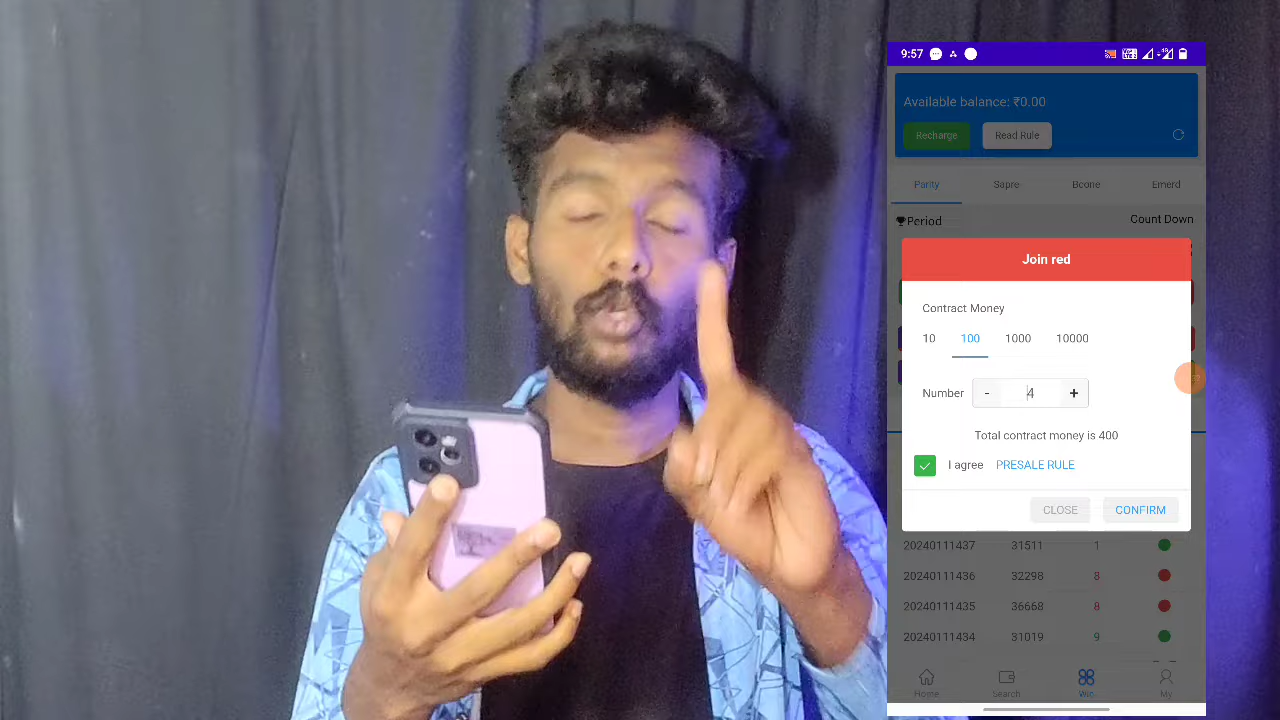 9:57
Available balance: ₹0.00
Recharge
Read Rule
Parity
Sapre
Bcone
Emerd
Period
Count Down
Join red
Contract Money
10
100
1000
10000
Number
-
4
+
Total contract money is 400
I agree
PRESALE RULE
CLOSE
CONFIRM
20240111437 31511 1
20240111436 32298 8
20240111435 36668 8
20240111434 31019 9
Home
Search
Win
My